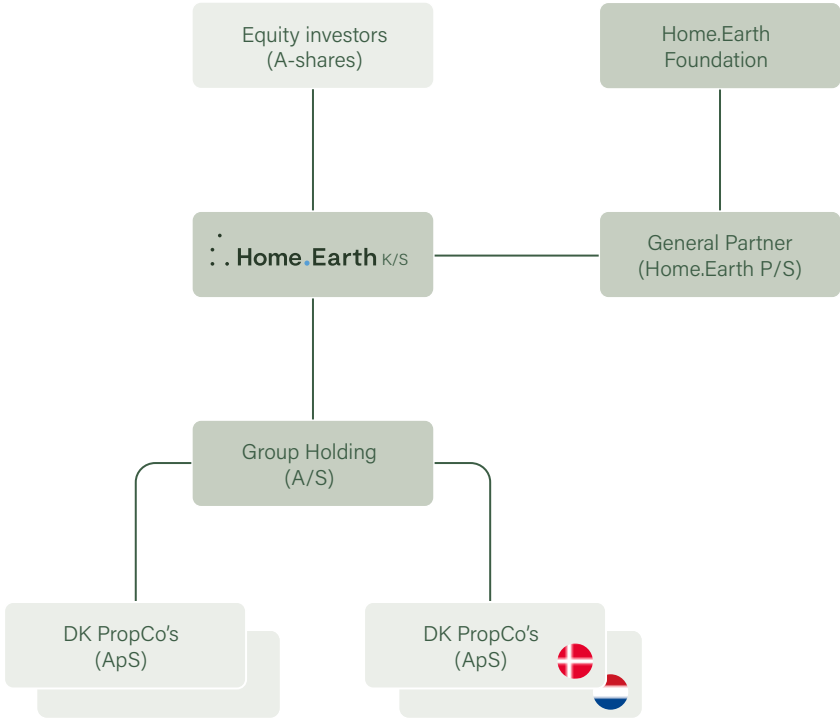 Equity investors
(A-shares)
Home.Earth
Foundation
Home.Earth K/S
General Partner
(Home.Earth P/S)
Group Holding
(A/S)
DK PropCo’s
(ApS)
DK PropCo’s
(ApS)